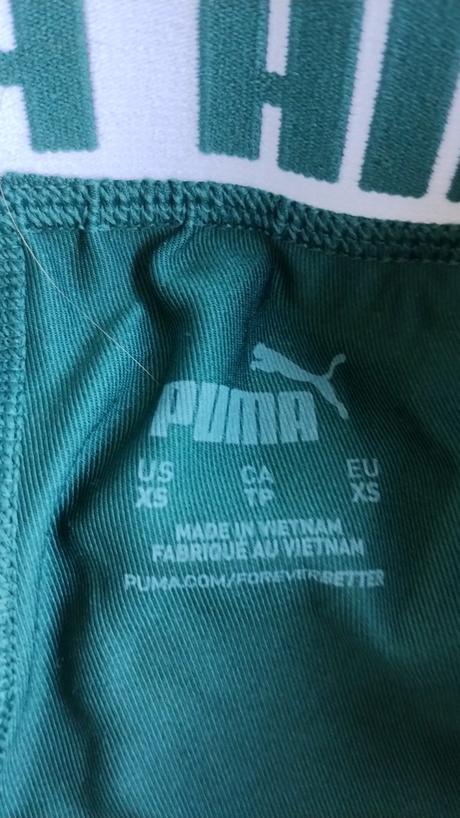 PUMA
US CA EU
XS TP XS
MADE IN VIETNAM
FABRIQUÉ AU VIETNAM
PUMA.COM/FOREVERBETTER